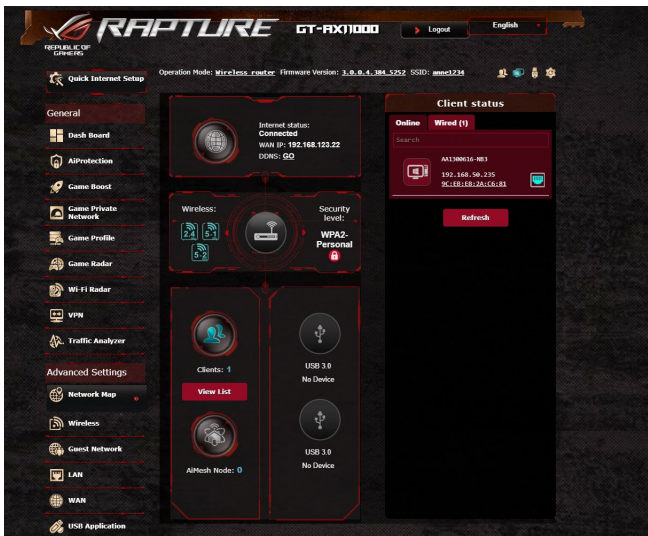 REPUBLIC OF
GAMERS
RAPTURE
GT-AX11000
Logout
English
Quick Internet Setup
Operation Mode: Wireless router Firmware Version: 3.0.0.4.384_5252 SSID: anne1234
General
Dash Board
AiProtection
Game Boost
Game Private
Network
Game Profile
Game Radar
Wi-Fi Radar
VPN
Traffic Analyzer
Advanced Settings
Network Map
Wireless
Guest Network
LAN
WAN
USB Application
Internet status:
Connected
WAN IP: 192.168.123.22
DDNS: GO
Wireless:
2.4
5-1
5-2
Security
level:
WPA2-
Personal
Clients: 1
View List
AiMesh Node: 0
USB 3.0
No Device
USB 3.0
No Device
Client status
Online
Wired (1)
Search
AA1300616-NB3
192.168.50.235
9C:EB:E8:2A:C6:81
Refresh